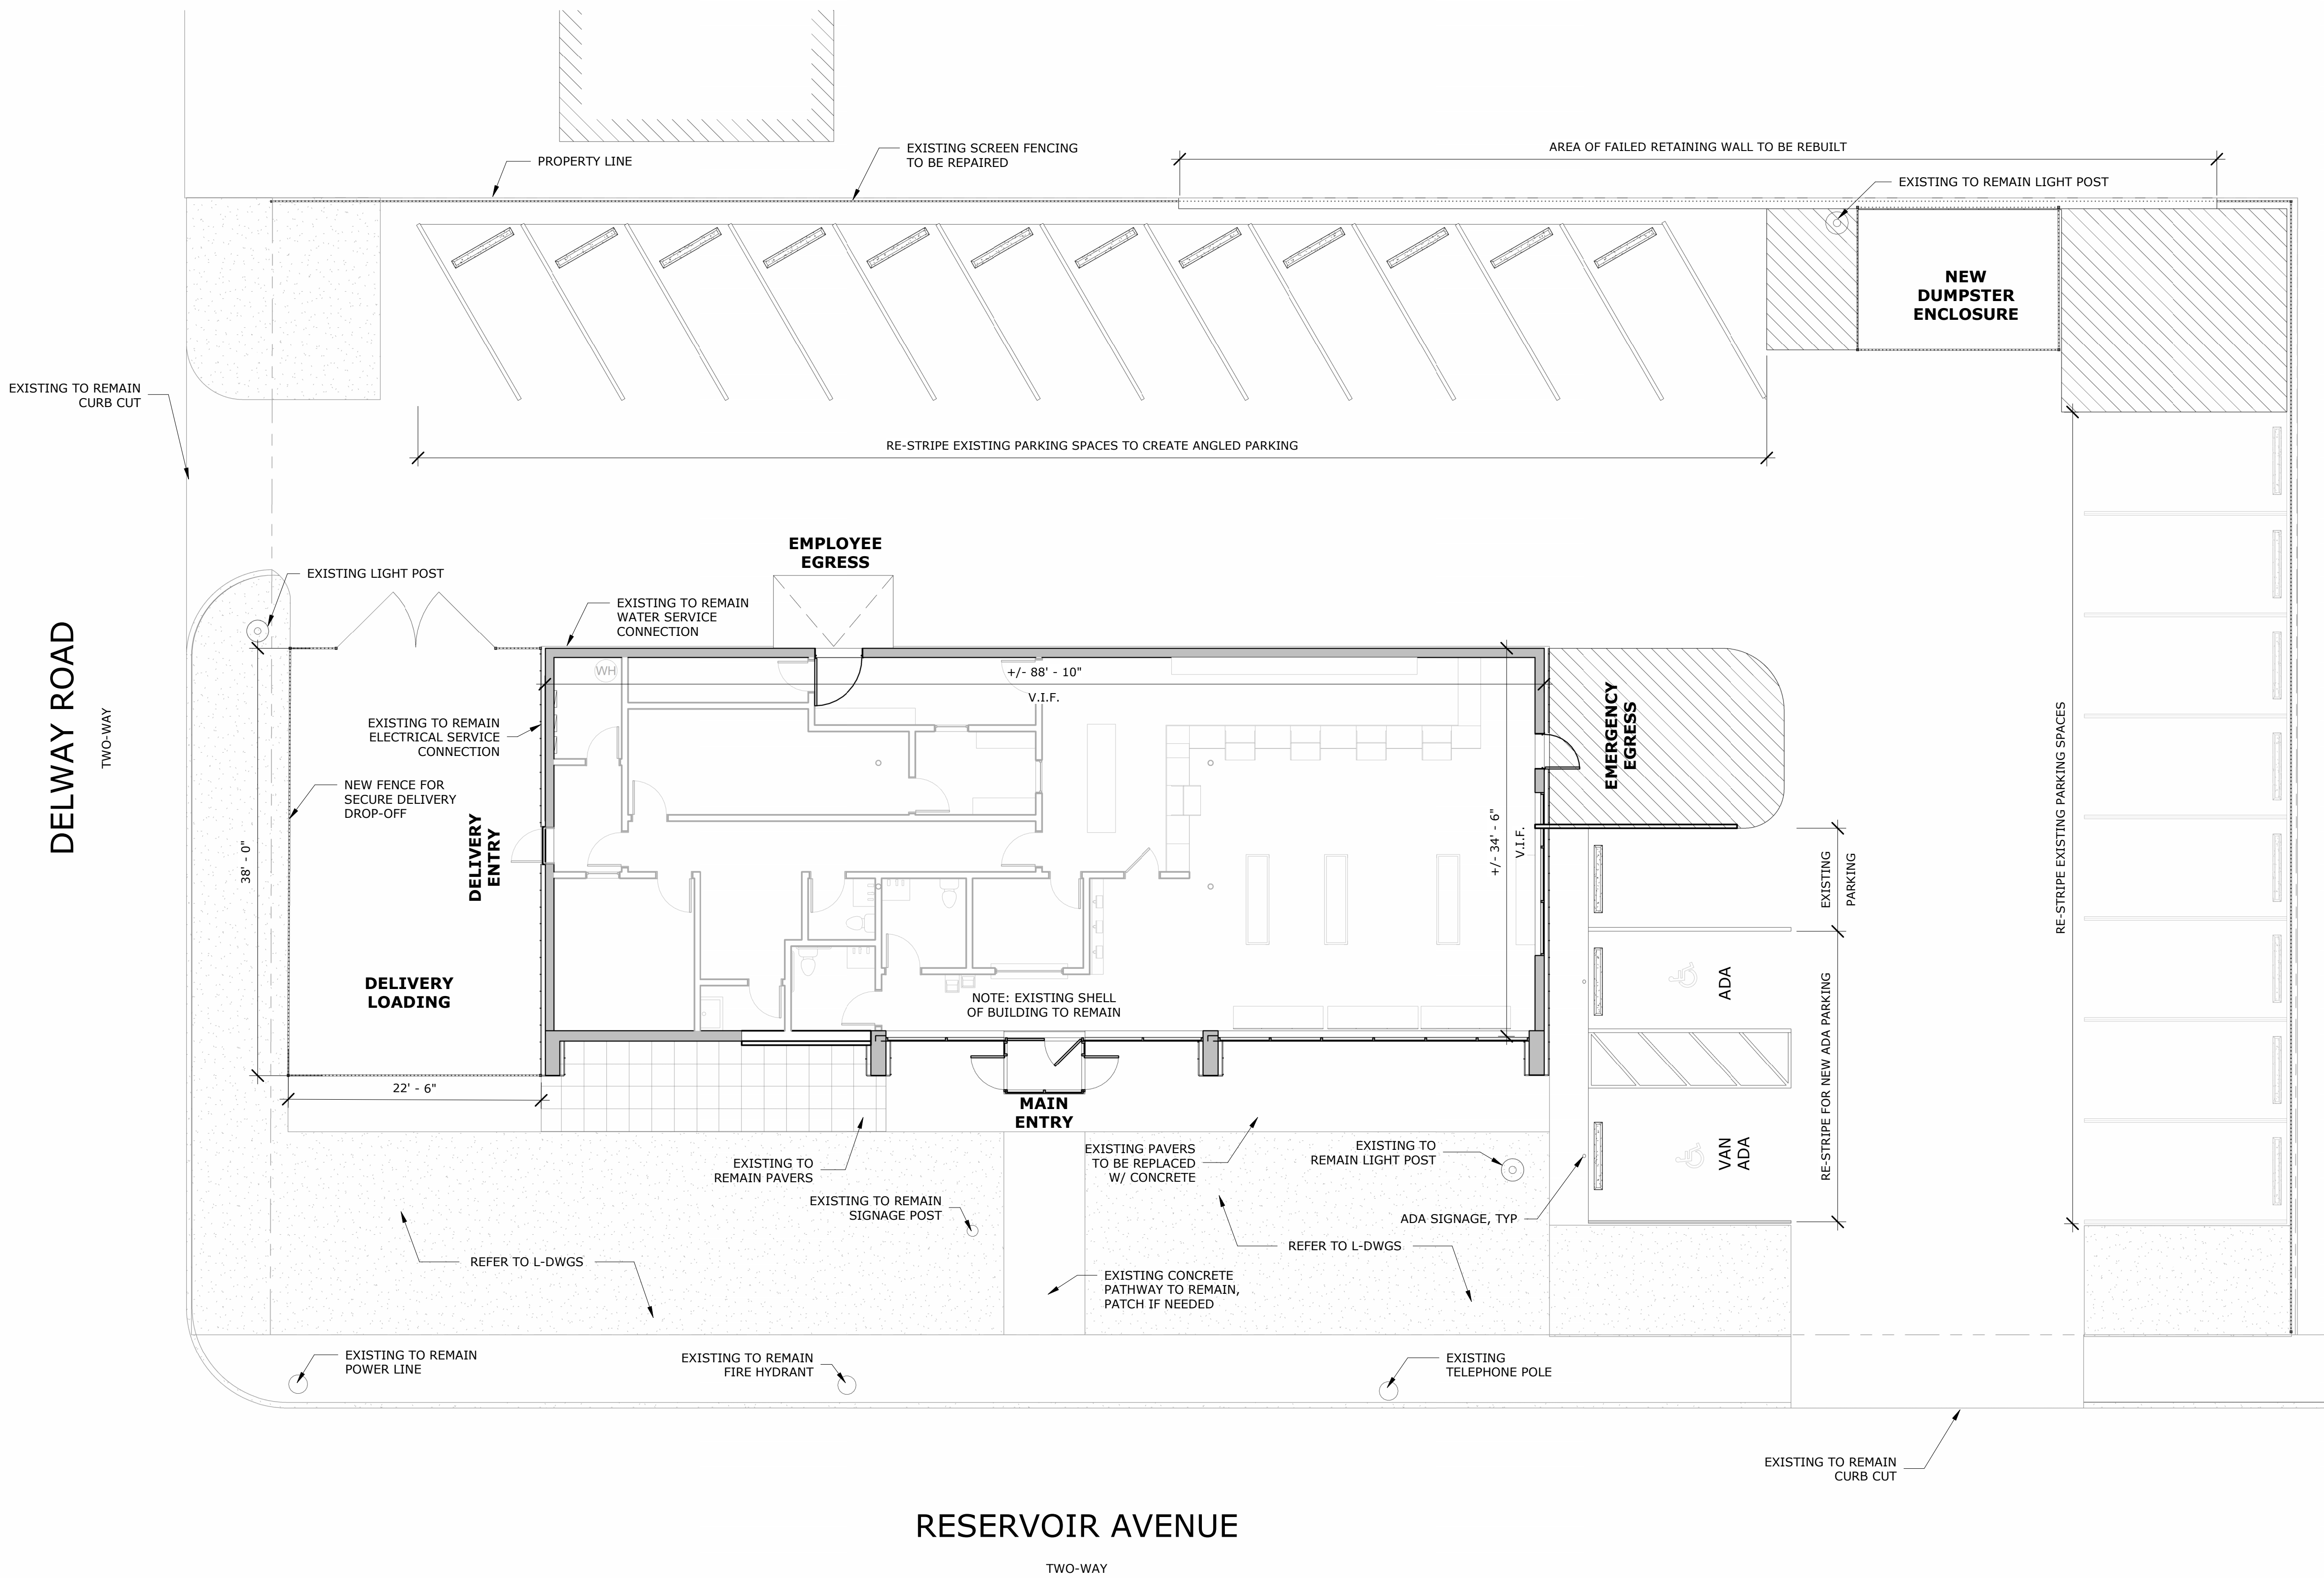 PROPERTY LINE
EXISTING SCREEN FENCING
TO BE REPAIRED
AREA OF FAILED RETAINING WALL TO BE REBUILT
EXISTING TO REMAIN LIGHT POST
NEW
DUMPSTER
ENCLOSURE
EXISTING TO REMAIN
CURB CUT
RE-STRIPE EXISTING PARKING SPACES TO CREATE ANGLED PARKING
EMPLOYEE
EGRESS
EXISTING LIGHT POST
EXISTING TO REMAIN
WATER SERVICE
CONNECTION
WH
+/- 88' - 10"
V.I.F.
EXISTING TO REMAIN
ELECTRICAL SERVICE
CONNECTION
NEW FENCE FOR
SECURE DELIVERY
DROP-OFF
DELWAY ROAD
TWO-WAY
38' - 0"
DELIVERY
ENTRY
DELIVERY
LOADING
22' - 6"
+/- 34' - 6"
V.I.F.
EMERGENCY
EGRESS
EXISTING
PARKING
ADA
VAN
ADA
RE-STRIPE FOR NEW ADA PARKING
RE-STRIPE EXISTING PARKING SPACES
NOTE: EXISTING SHELL
OF BUILDING TO REMAIN
MAIN
ENTRY
EXISTING TO
REMAIN PAVERS
EXISTING PAVERS
TO BE REPLACED
W/ CONCRETE
EXISTING TO
REMAIN LIGHT POST
EXISTING TO REMAIN
SIGNAGE POST
ADA SIGNAGE, TYP
REFER TO L-DWGS
REFER TO L-DWGS
EXISTING CONCRETE
PATHWAY TO REMAIN,
PATCH IF NEEDED
EXISTING TO REMAIN
POWER LINE
EXISTING TO REMAIN
FIRE HYDRANT
EXISTING
TELEPHONE POLE
EXISTING TO REMAIN
CURB CUT
RESERVOIR AVENUE
TWO-WAY